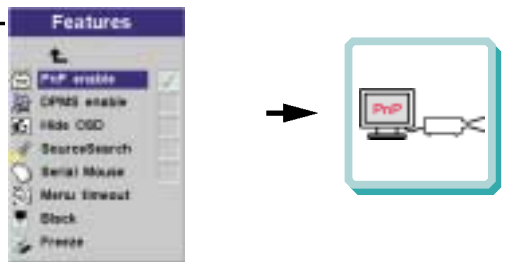 Features
PnP enable
DPMS enable
Hide OSD
SourceSearch
Serial Mouse
Menu timeout
Black
Freeze
PnP